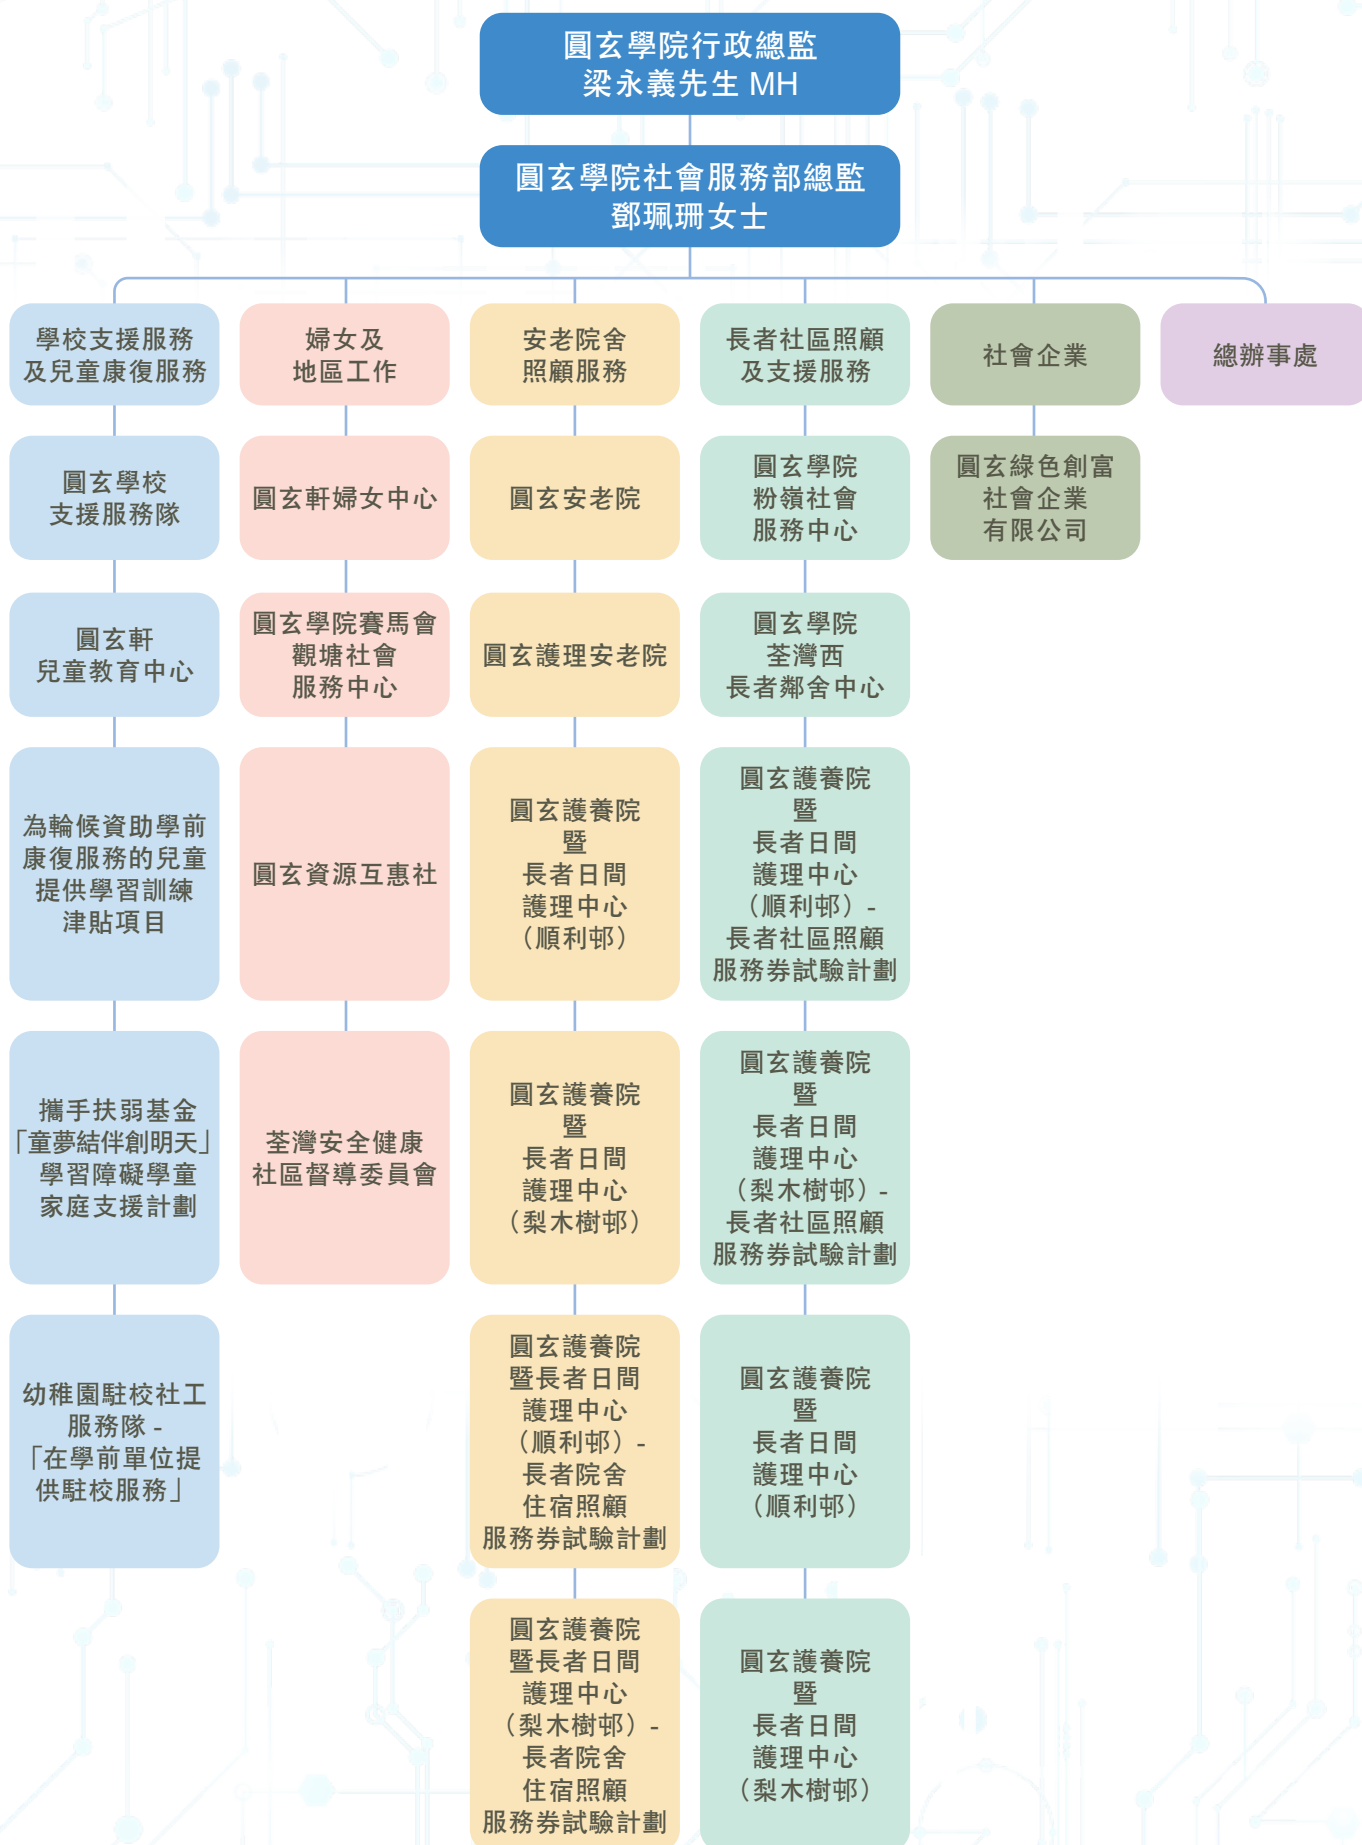 圓玄學院行政總監
梁永義先生 MH
圓玄學院社會服務部總監
鄧珮珊女士
學校支援服務
及兒童康復服務
圓玄學校
支援服務隊
圓玄軒
兒童教育中心
為輪候資助學前
康復服務的兒童
提供學習訓練
津貼項目
攜手扶弱基金
「童夢結伴創明天」
學習障礙學童
家庭支援計劃
幼稚園駐校社工
服務隊 -
「在學前單位提
供駐校服務」
婦女及
地區工作
圓玄軒婦女中心
圓玄學院賽馬會
觀塘社會
服務中心
圓玄資源互惠社
荃灣安全健康
社區督導委員會
安老院舍
照顧服務
圓玄安老院
圓玄護理安老院
圓玄護養院
暨
長者日間
護理中心
（順利邨）
圓玄護養院
暨
長者日間
護理中心
（梨木樹邨）
圓玄護養院
暨長者日間
護理中心
（順利邨）-
長者院舍
住宿照顧
服務券試驗計劃
圓玄護養院
暨長者日間
護理中心
（梨木樹邨）-
長者院舍
住宿照顧
服務券試驗計劃
長者社區照顧
及支援服務
圓玄學院
粉嶺社會
服務中心
圓玄學院
荃灣西
長者鄰舍中心
圓玄護養院
暨
長者日間
護理中心
（順利邨）-
長者社區照顧
服務券試驗計劃
圓玄護養院
暨
長者日間
護理中心
（梨木樹邨）-
長者社區照顧
服務券試驗計劃
圓玄護養院
暨
長者日間
護理中心
（順利邨）
圓玄護養院
暨
長者日間
護理中心
（梨木樹邨）
社會企業
圓玄綠色創富
社會企業
有限公司
總辦事處